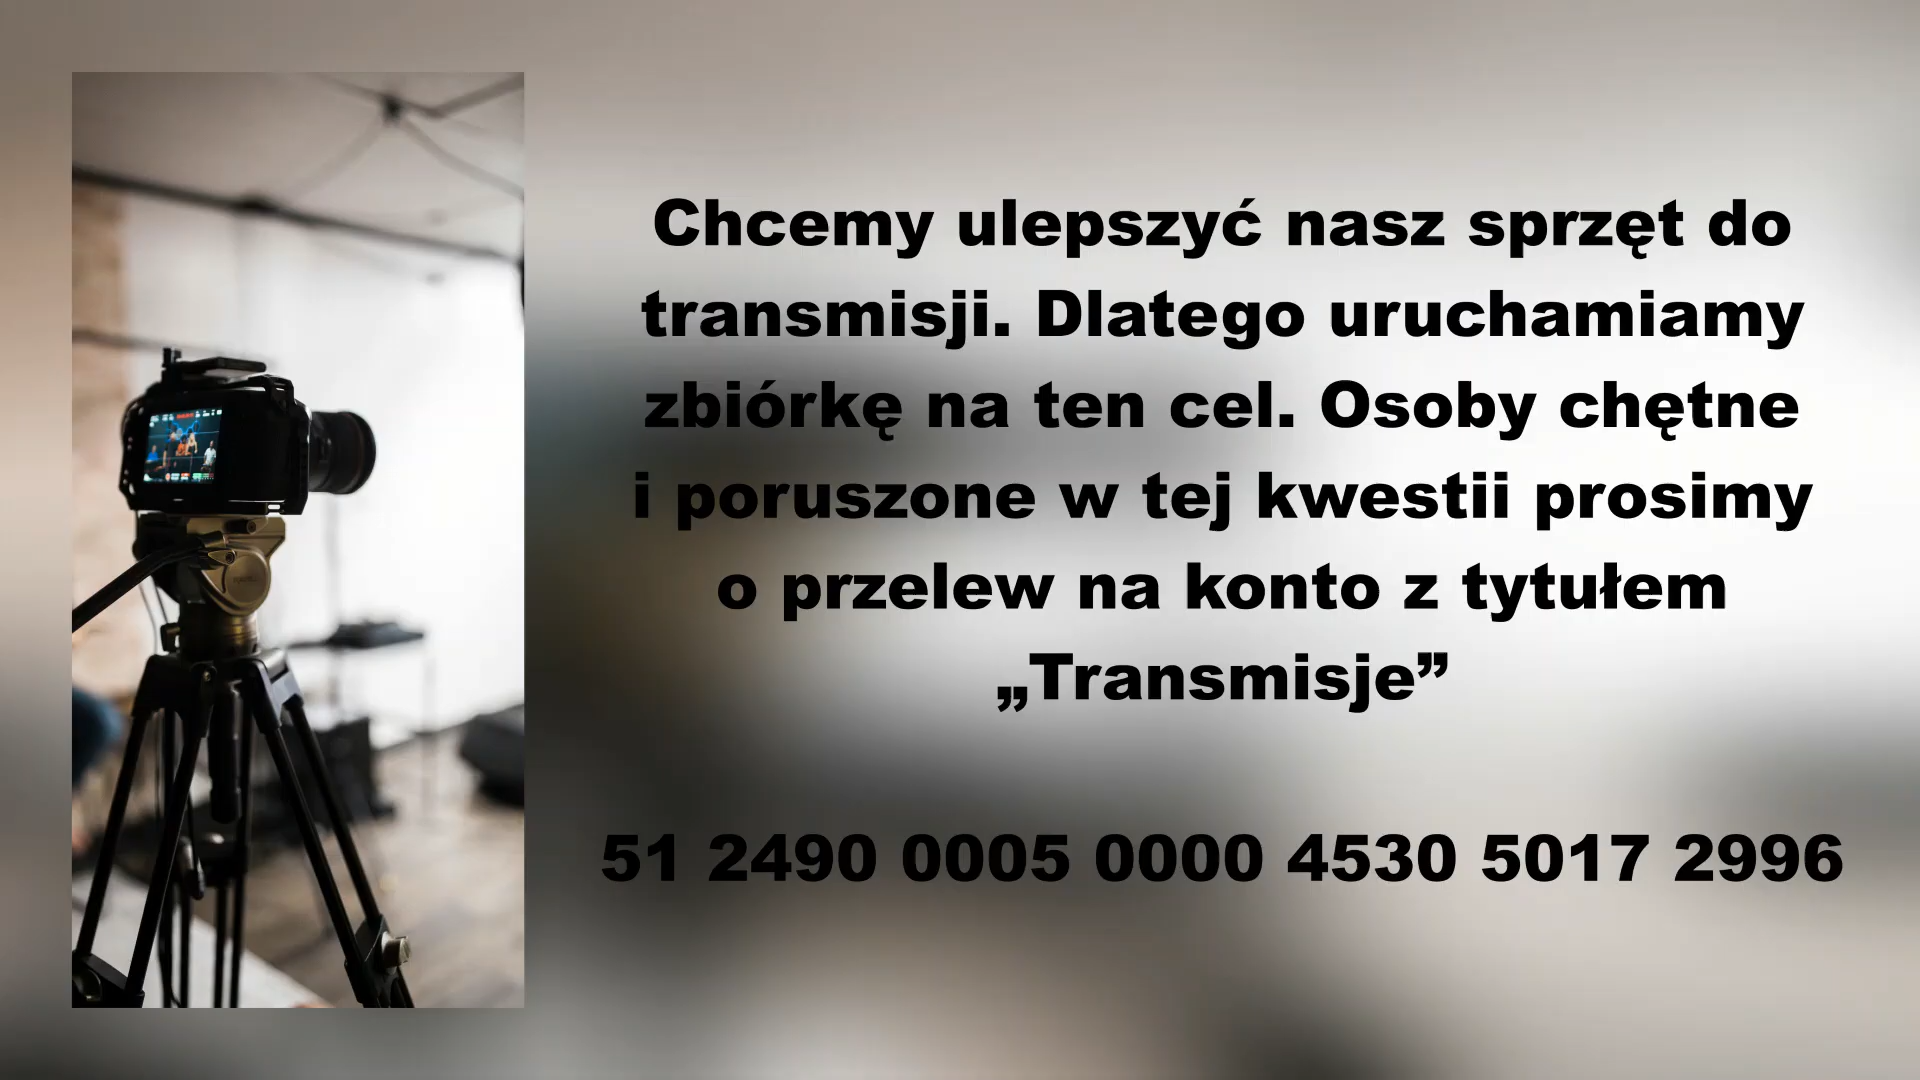 Chcemy ulepszyć nasz sprzęt do
transmisji. Dlatego uruchamiamy
zbiórkę na ten cel. Osoby chętne
i poruszone w tej kwestii prosimy
o przelew na konto z tytułem
„Transmisje”
51 2490 0005 0000 4530 5017 2996